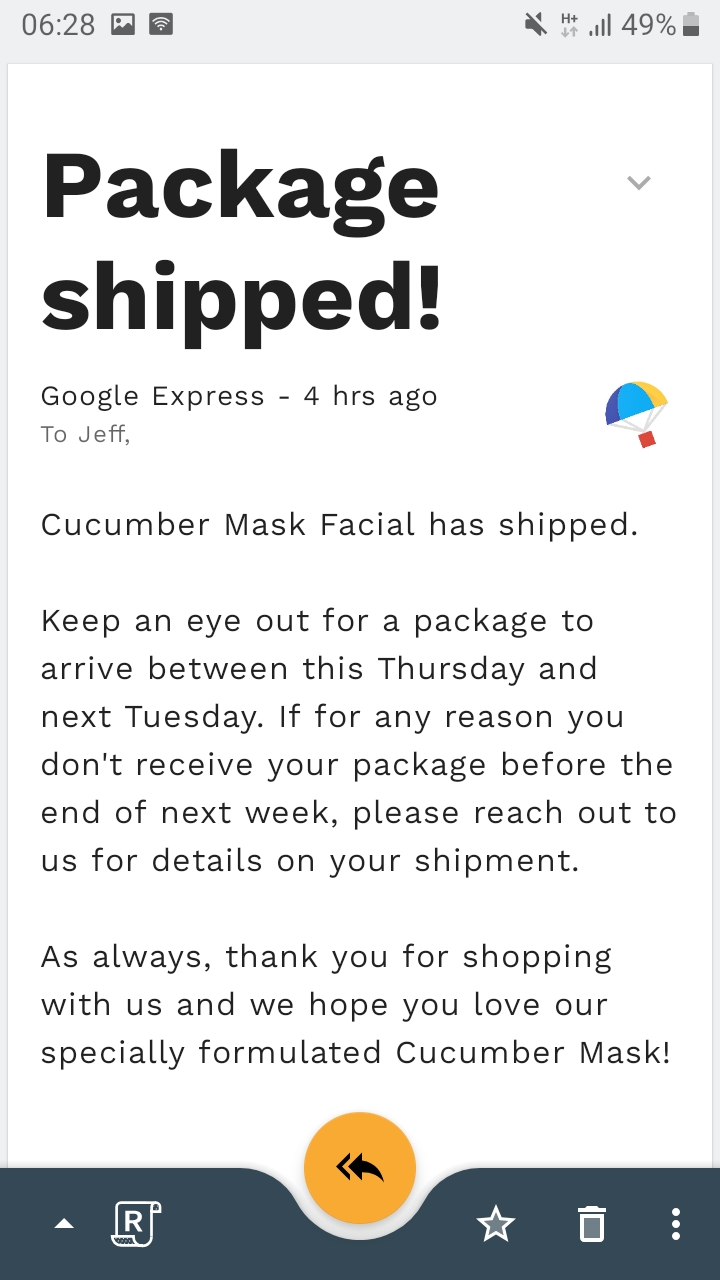 06:28
H+
49%
Package
shipped!
Google Express - 4 hrs ago
To Jeff,
Cucumber Mask Facial has shipped.
Keep an eye out for a package to
arrive between this Thursday and
next Tuesday. If for any reason you
don't receive your package before the
end of next week, please reach out to
us for details on your shipment.
As always, thank you for shopping
with us and we hope you love our
specially formulated Cucumber Mask!
R